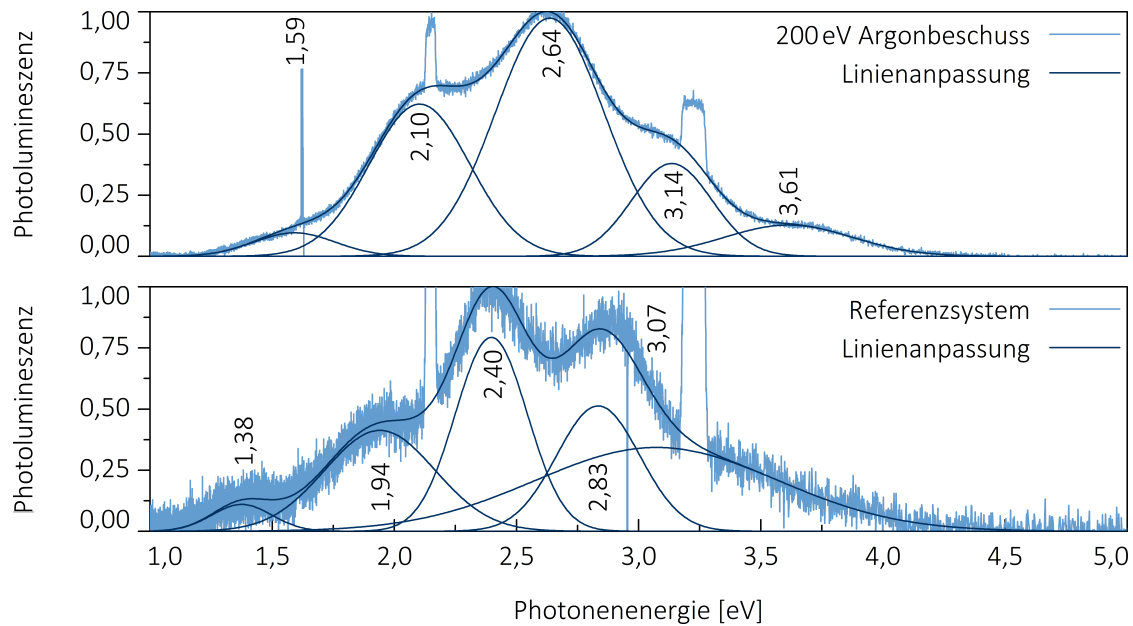 1,00
0,75
0,50
0,25
0,00
Photolumineszenz
200 eV Argonbeschuss
Linienanpassung
1,59
2,10
2,64
3,14
3,61
1,00
0,75
0,50
0,25
0,00
Photolumineszenz
Referenzsystem
Linienanpassung
1,38
1,94
2,40
2,83
3,07
1,0 1,5 2,0 2,5 3,0 3,5 4,0 4,5 5,0
Photonenenergie [eV]